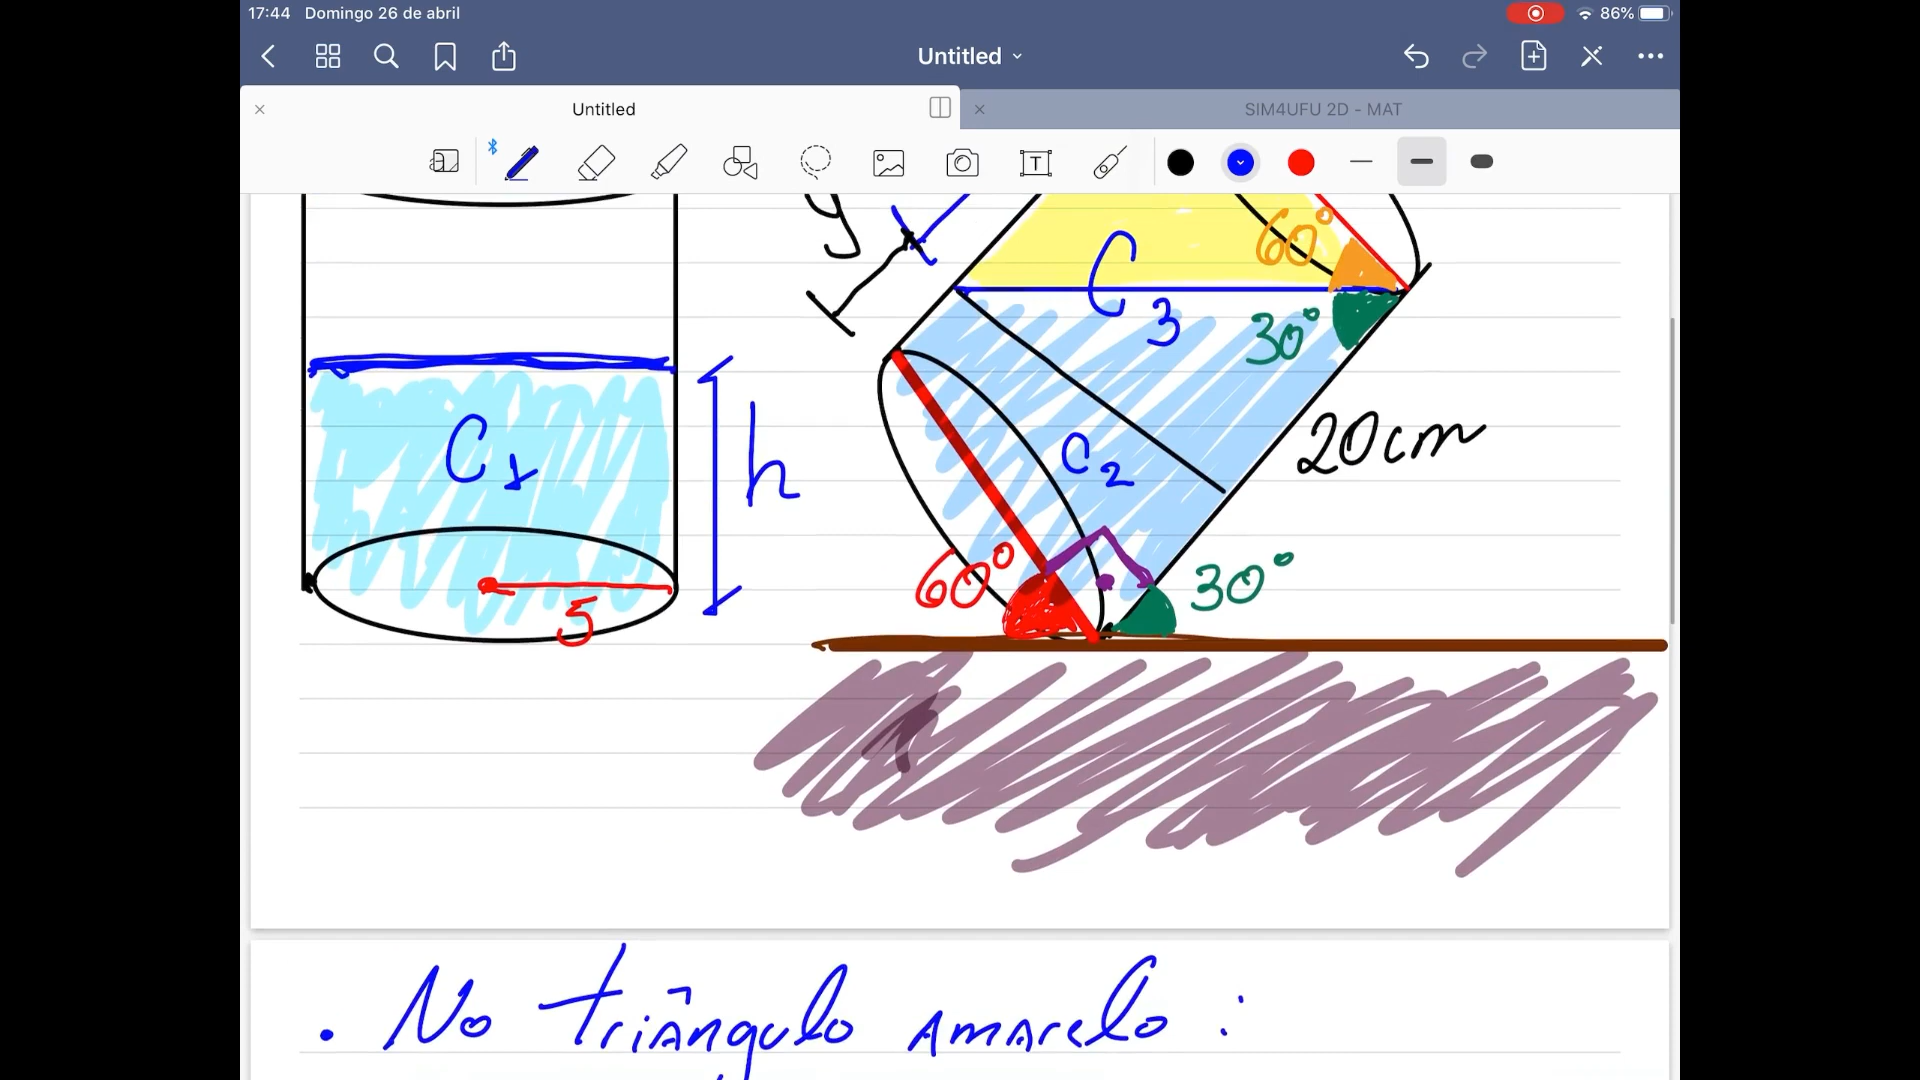 17:44 Domingo 26 de abril 86%
Untitled
Untitled
SIM4UFU 2D - MAT
T
y
60°
C3
30°
C1
h
C2
20cm
60°
30°
5
. No triângulo amarelo :